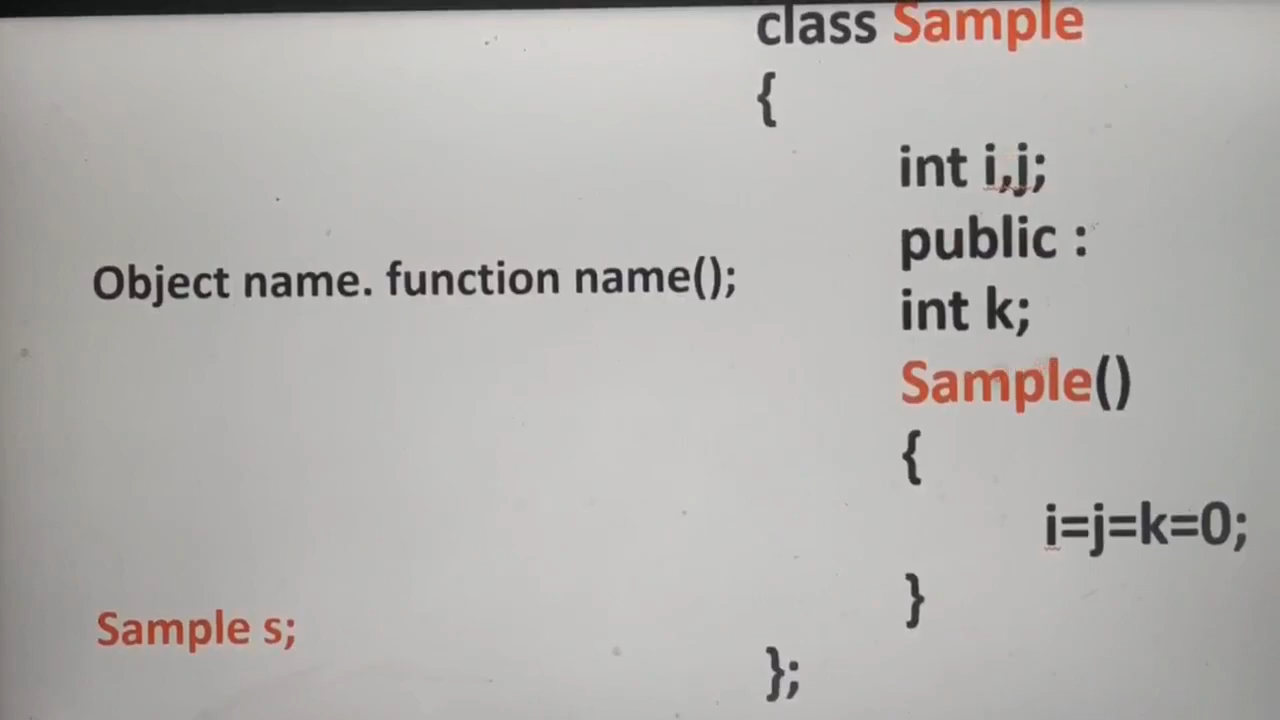 class Sample
{
int i,j;
public :
int k;
Sample()
{
i=j=k=0;
}
};
Object name. function name();
Sample s;